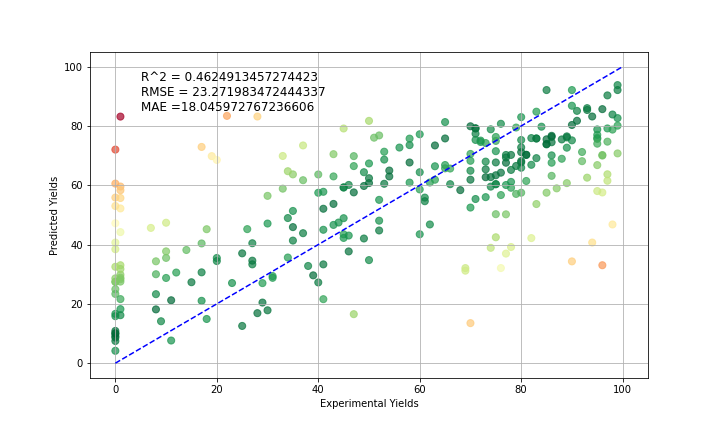 R^2 = 0.4624913457274423
RMSE = 23.271983472444337
MAE =18.045972767236606
100
80
60
40
20
0
Predicted Yields
0 20 40 60 80 100
Experimental Yields